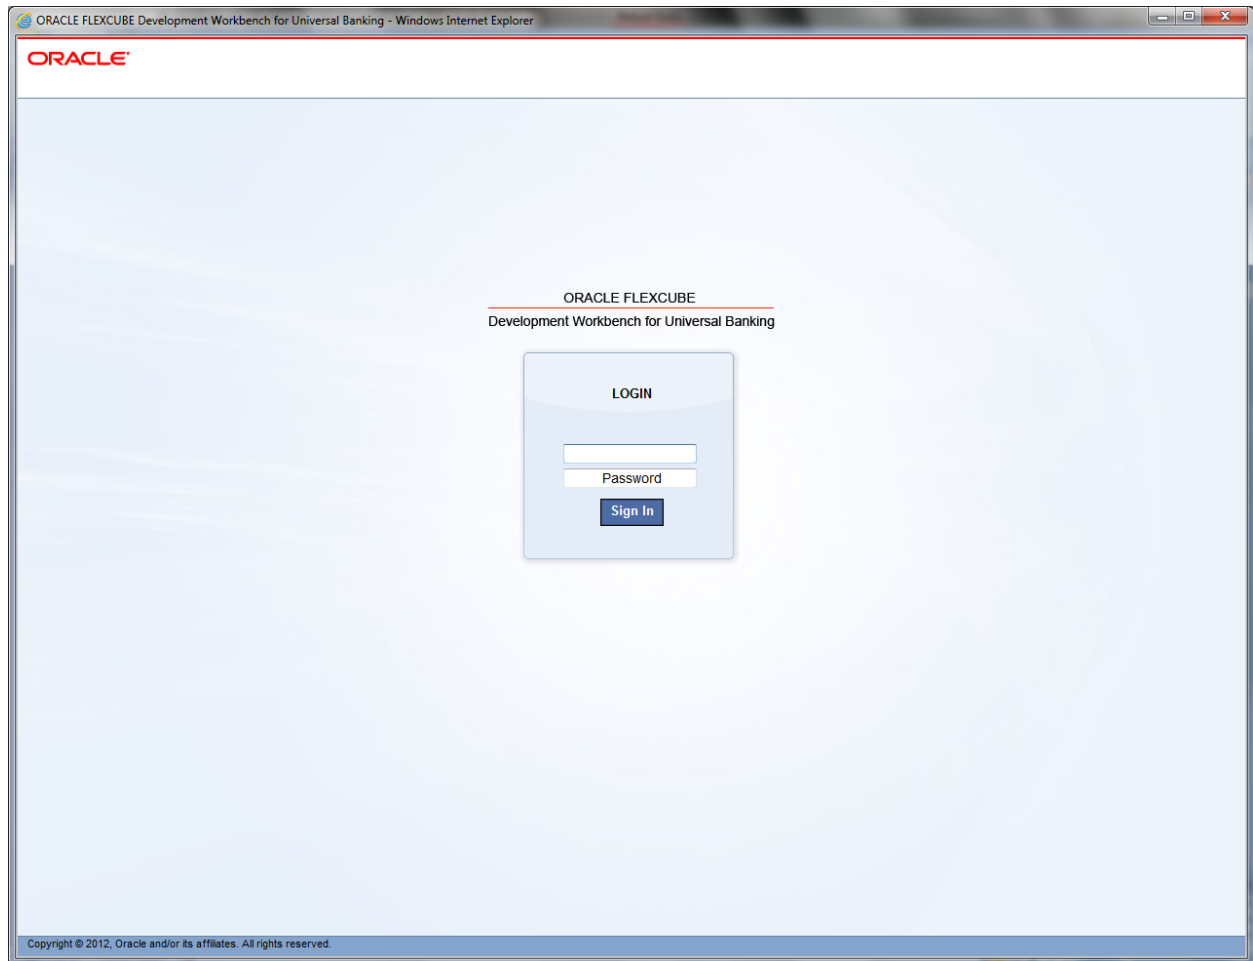 ORACLE FLEXCUBE Development Workbench for Universal Banking - Windows Internet Explorer
ORACLE
ORACLE FLEXCUBE
Development Workbench for Universal Banking
LOGIN
Password
Sign In
Copyright © 2012, Oracle and/or its affiliates. All rights reserved.